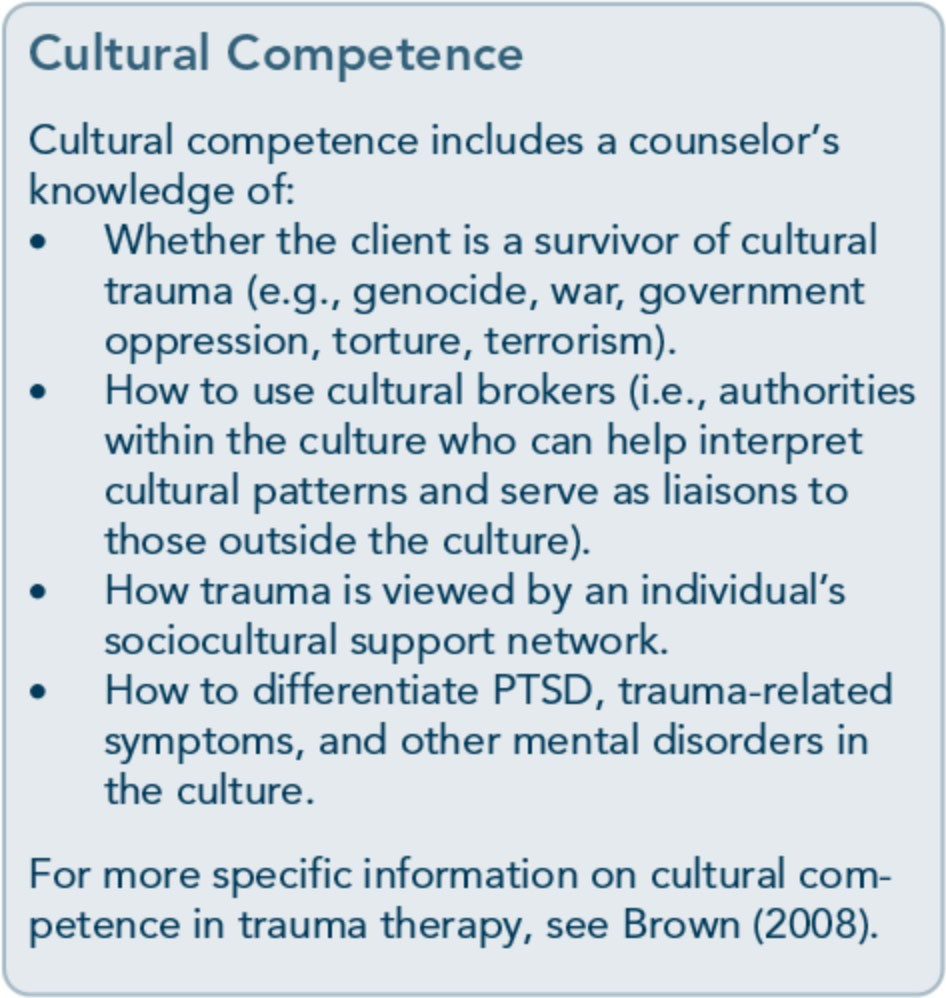 Cultural Competence
Cultural competence includes a counselor’s
knowledge of:
• Whether the client is a survivor of cultural
trauma (e.g., genocide, war, government
oppression, torture, terrorism).
• How to use cultural brokers (i.e., authorities
within the culture who can help interpret
cultural patterns and serve as liaisons to
those outside the culture).
• How trauma is viewed by an individual’s
sociocultural support network.
• How to differentiate PTSD, trauma-related
symptoms, and other mental disorders in
the culture.
For more specific information on cultural com-
petence in trauma therapy, see Brown (2008).